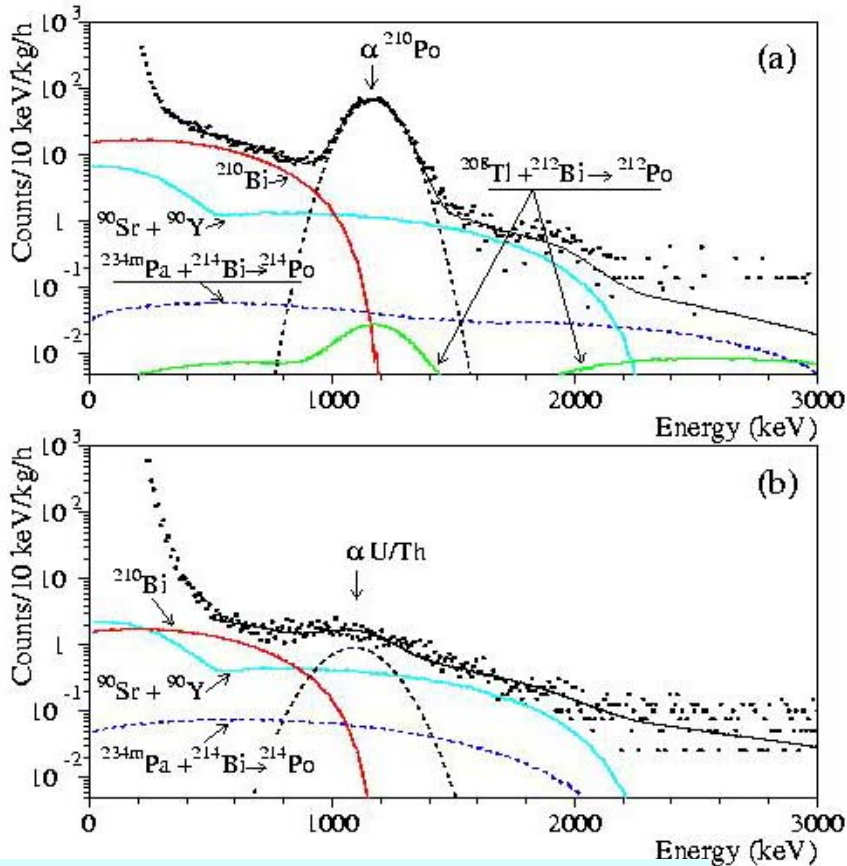 Counts/10 keV/kg/h
10³
10²
10
1
10⁻¹
10⁻²
(a)
α ²¹⁰Po
²¹⁰Bi
²⁰⁸Tl + ²¹²Bi → ²¹²Po
⁹⁰Sr + ⁹⁰Y
²³⁴ᵐPa + ²¹⁴Bi → ²¹⁴Po
0 1000 2000 3000
Energy (keV)
Counts/10 keV/kg/h
10³
10²
10
1
10⁻¹
10⁻²
(b)
α U/Th
²¹⁰Bi
⁹⁰Sr + ⁹⁰Y
²³⁴ᵐPa + ²¹⁴Bi → ²¹⁴Po
0 1000 2000 3000
Energy (keV)